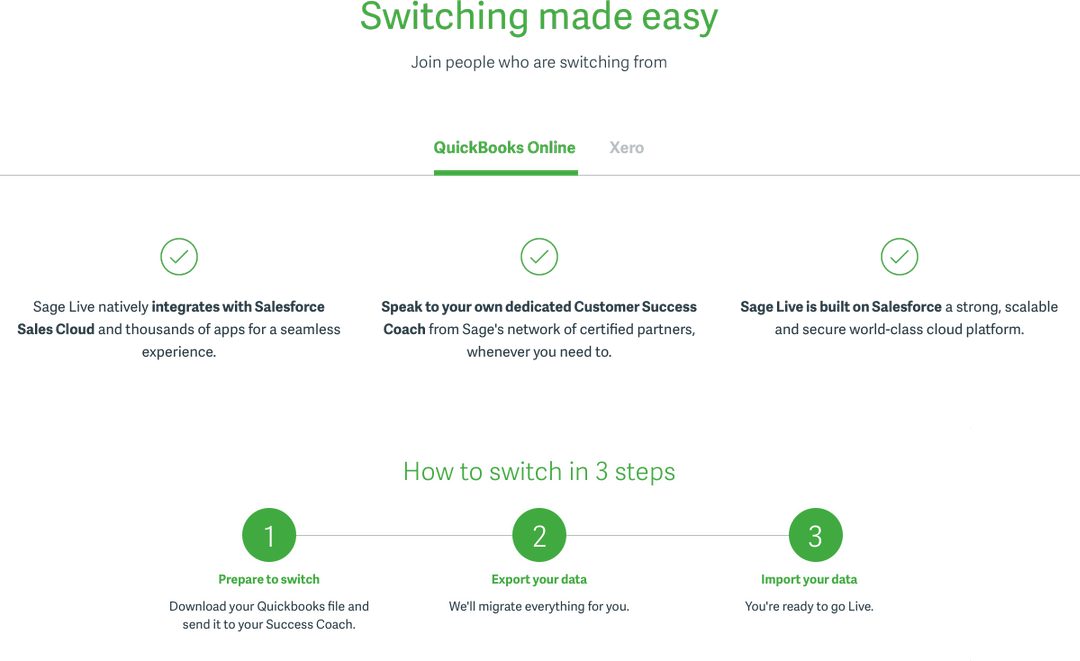 Switching made easy
Join people who are switching from
QuickBooks Online
Xero
Sage Live natively integrates with Salesforce
Sales Cloud and thousands of apps for a seamless
experience.
Speak to your own dedicated Customer Success
Coach from Sage's network of certified partners,
whenever you need to.
Sage Live is built on Salesforce a strong, scalable
and secure world-class cloud platform.
How to switch in 3 steps
1
Prepare to switch
Download your Quickbooks file and
send it to your Success Coach.
2
Export your data
We'll migrate everything for you.
3
Import your data
You're ready to go Live.